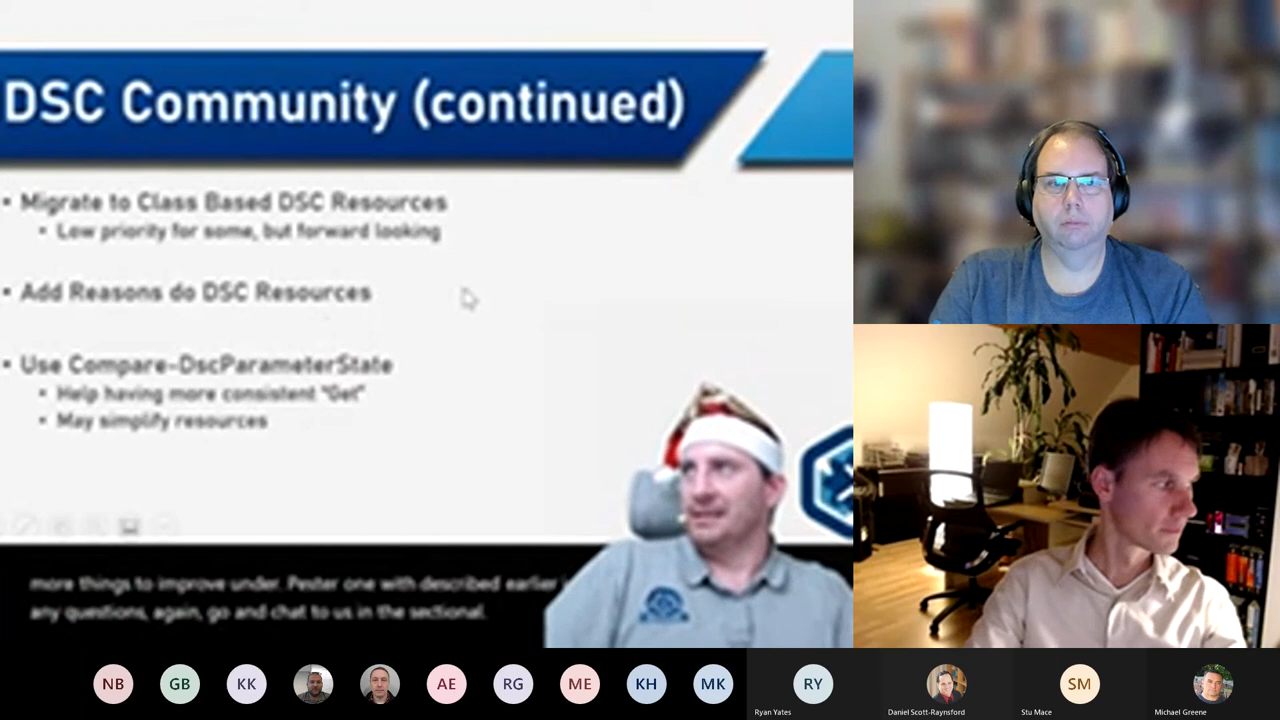 DSC Community (continued)
• Migrate to Class Based DSC Resources
• Low priority for some, but forward looking
• Add Reasons do DSC Resources
• Use Compare-DscParameterState
• Help having more consistent "Get"
• May simplify resources
more things to improve under. Pester one with described earlier
any questions, again, go and chat to us in the sectional.
NB
GB
KK
AE
RG
ME
KH
MK
RY
SM
Ryan Yates
Daniel Scott-Raynsford
Stu Mace
Michael Greene